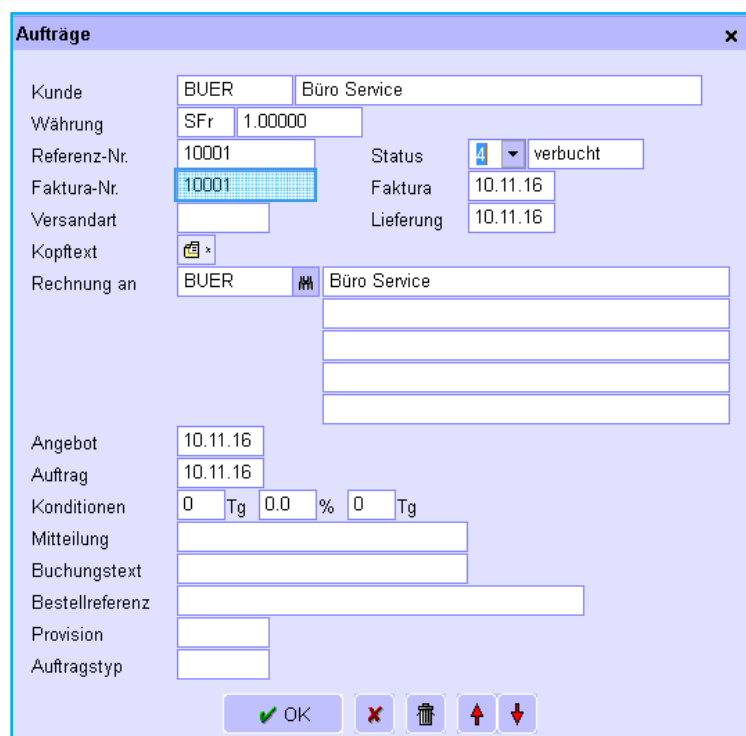 Aufträge
Kunde BUER Büro Service
Währung SFr 1.00000
Referenz-Nr. 10001 Status 4 verbucht
Faktura-Nr. 10001 Faktura 10.11.16
Versandart Lieferung 10.11.16
Kopftext
Rechnung an BUER Büro Service
Angebot 10.11.16
Auftrag 10.11.16
Konditionen 0 Tg 0.0 % 0 Tg
Mitteilung
Buchungstext
Bestellreferenz
Provision
Auftragstyp
OK